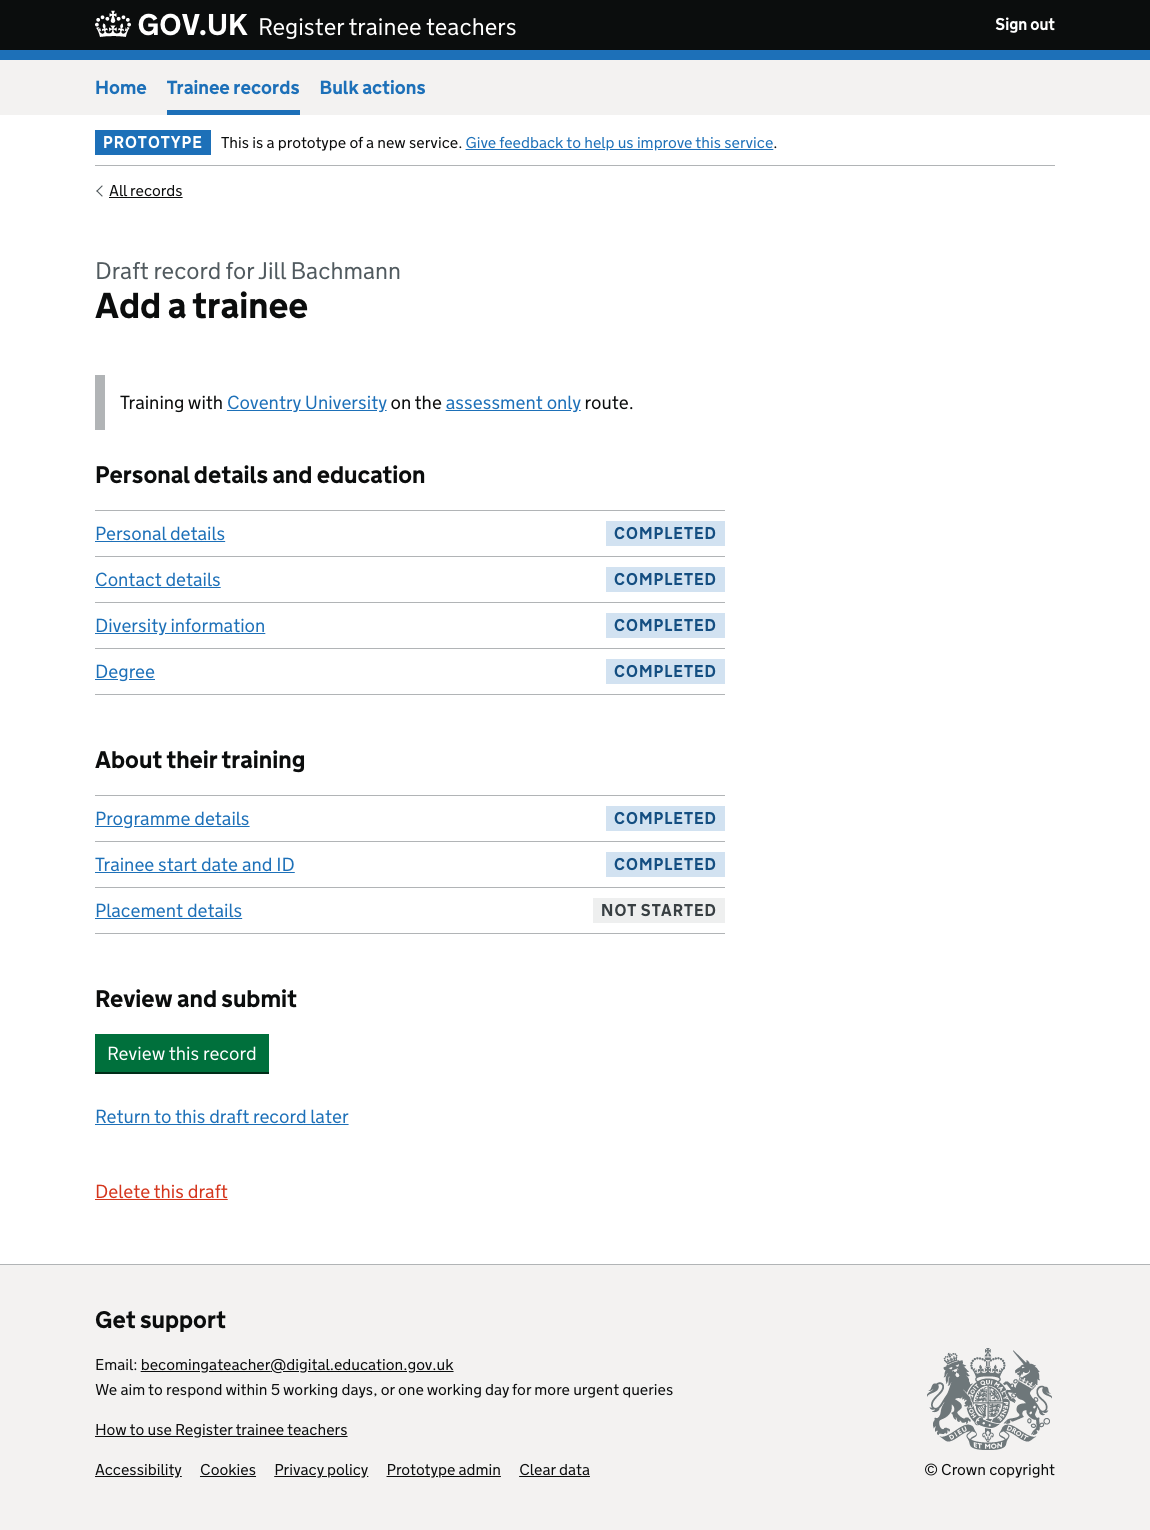 GOV.UK Register trainee teachers Sign out
Home Trainee records Bulk actions
PROTOTYPE This is a prototype of a new service. Give feedback to help us improve this service.
All records
Draft record for Jill Bachmann
Add a trainee
Training with Coventry University on the assessment only route.
Personal details and education
Personal details COMPLETED
Contact details COMPLETED
Diversity information COMPLETED
Degree COMPLETED
About their training
Programme details COMPLETED
Trainee start date and ID COMPLETED
Placement details NOT STARTED
Review and submit
Review this record
Return to this draft record later
Delete this draft
Get support
Email: becomingateacher@digital.education.gov.uk
We aim to respond within 5 working days, or one working day for more urgent queries
How to use Register trainee teachers
Accessibility Cookies Privacy policy Prototype admin Clear data
DIEU ET MON DROIT
© Crown copyright